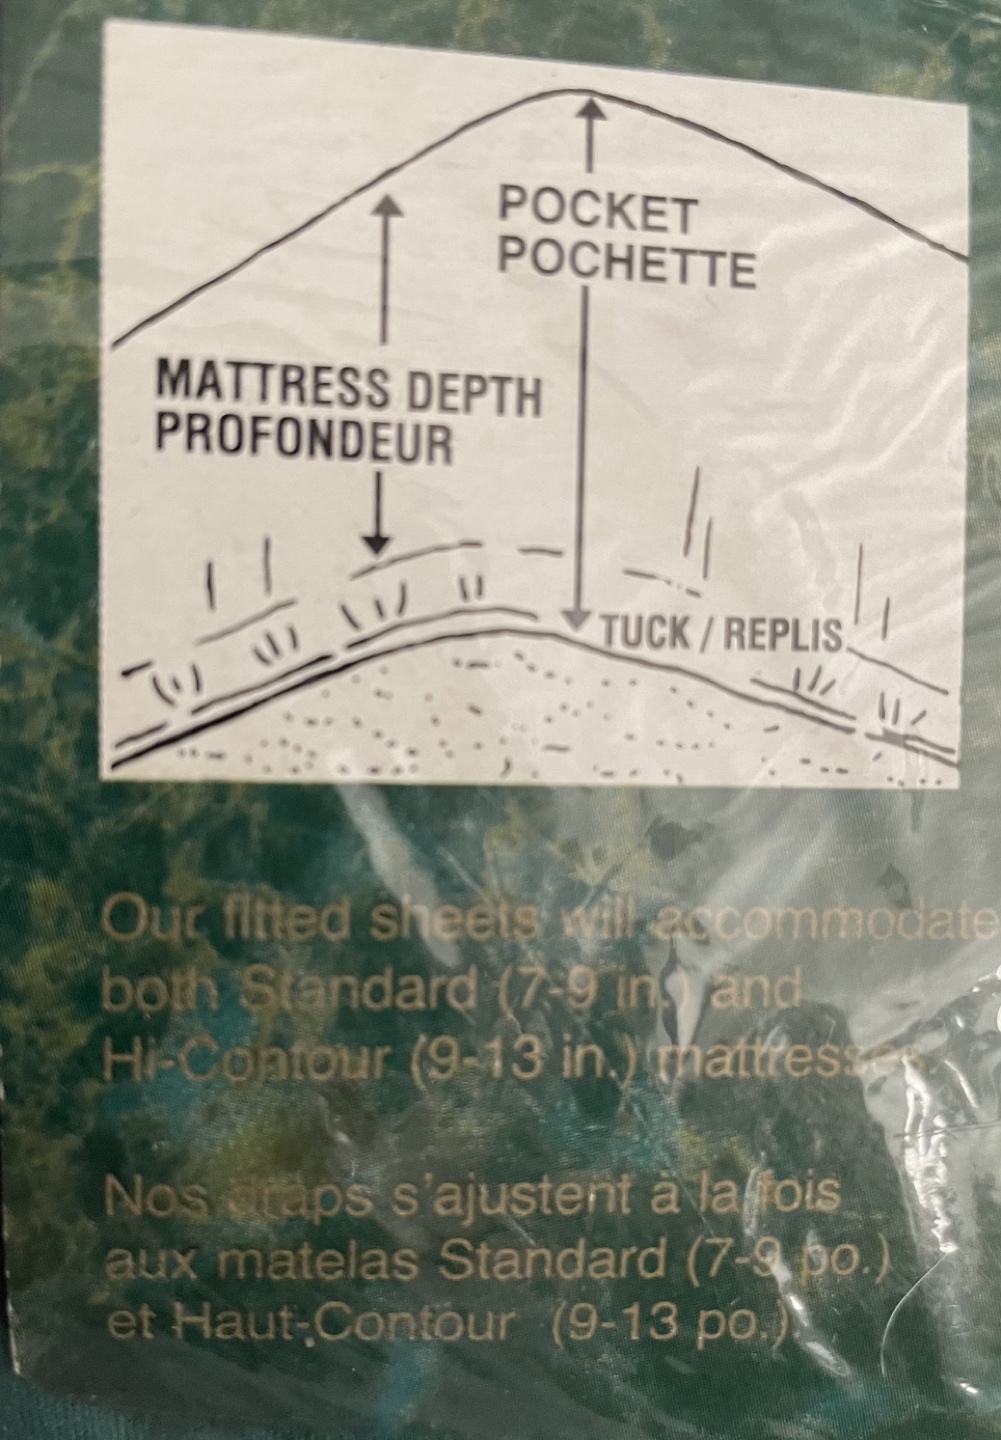 POCKET
POCHETTE
MATTRESS DEPTH
PROFONDEUR
TUCK / REPLIS
Our fitted sheets will accommodate
both Standard (7-9 in.) and
Hi-Contour (9-13 in.) mattresses.
Nos draps s'ajustent à la fois
aux matelas Standard (7-9 po.)
et Haut-Contour (9-13 po.)